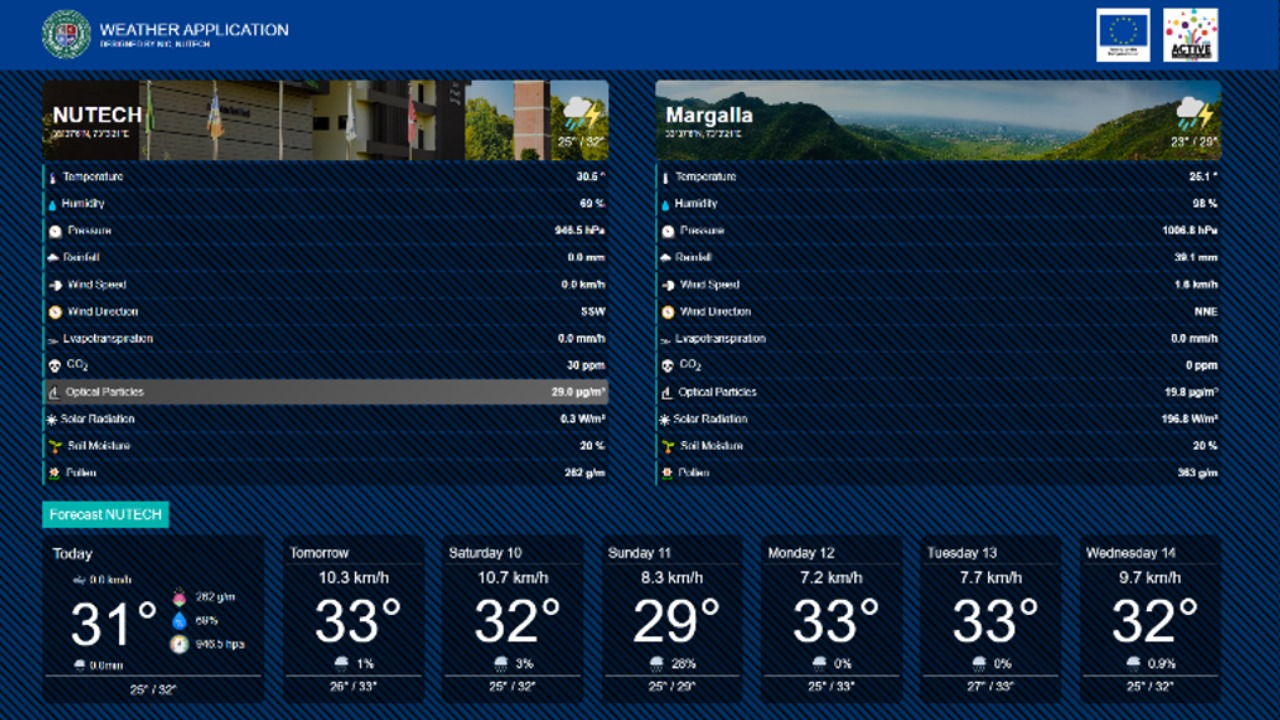 WEATHER APPLICATION
DESIGNED BY NIC, NUTECH
ACTIVE
NUTECH
25° / 32°
Temperature 30.5 °
Humidity 69 %
Pressure 946.5 hPa
Rainfall 0.0 mm
Wind Speed 0.0 km/h
Wind Direction SSW
Evapotranspiration 0.0 mm/h
CO₂ 30 ppm
Optical Particles 29.0 µg/m³
Solar Radiation 0.3 W/m²
Soil Moisture 20 %
Pollen 262 g/m
Margalla
23° / 29°
Temperature 25.1 °
Humidity 98 %
Pressure 1006.8 hPa
Rainfall 39.1 mm
Wind Speed 1.6 km/h
Wind Direction NNE
Evapotranspiration 0.0 mm/h
CO₂ 0 ppm
Optical Particles 19.8 µg/m³
Solar Radiation 196.8 W/m²
Soil Moisture 20 %
Pollen 363 g/m
Forecast NUTECH
Today
0.0 km/h
31°
262 g/m
69%
946.5 hpa
0.0mm
25° / 32°
Tomorrow
10.3 km/h
33°
1%
26° / 33°
Saturday 10
10.7 km/h
32°
3%
25° / 32°
Sunday 11
8.3 km/h
29°
28%
25° / 29°
Monday 12
7.2 km/h
33°
0%
25° / 33°
Tuesday 13
7.7 km/h
33°
0%
27° / 33°
Wednesday 14
9.7 km/h
32°
0.9%
25° / 32°